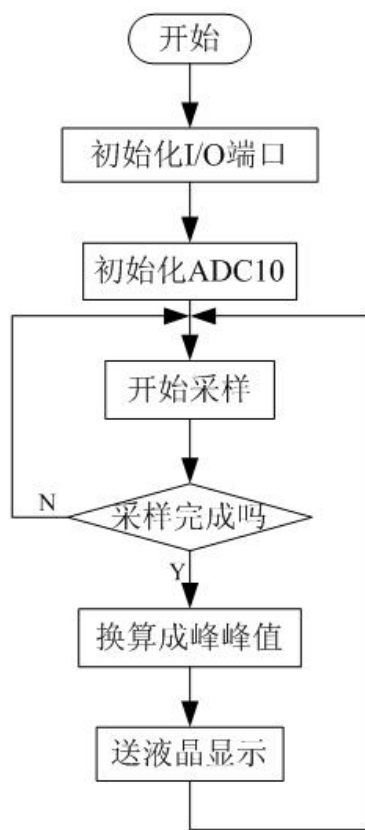 开始
初始化I/O端口
初始化ADC10
开始采样
N
采样完成吗
Y
换算成峰峰值
送液晶显示